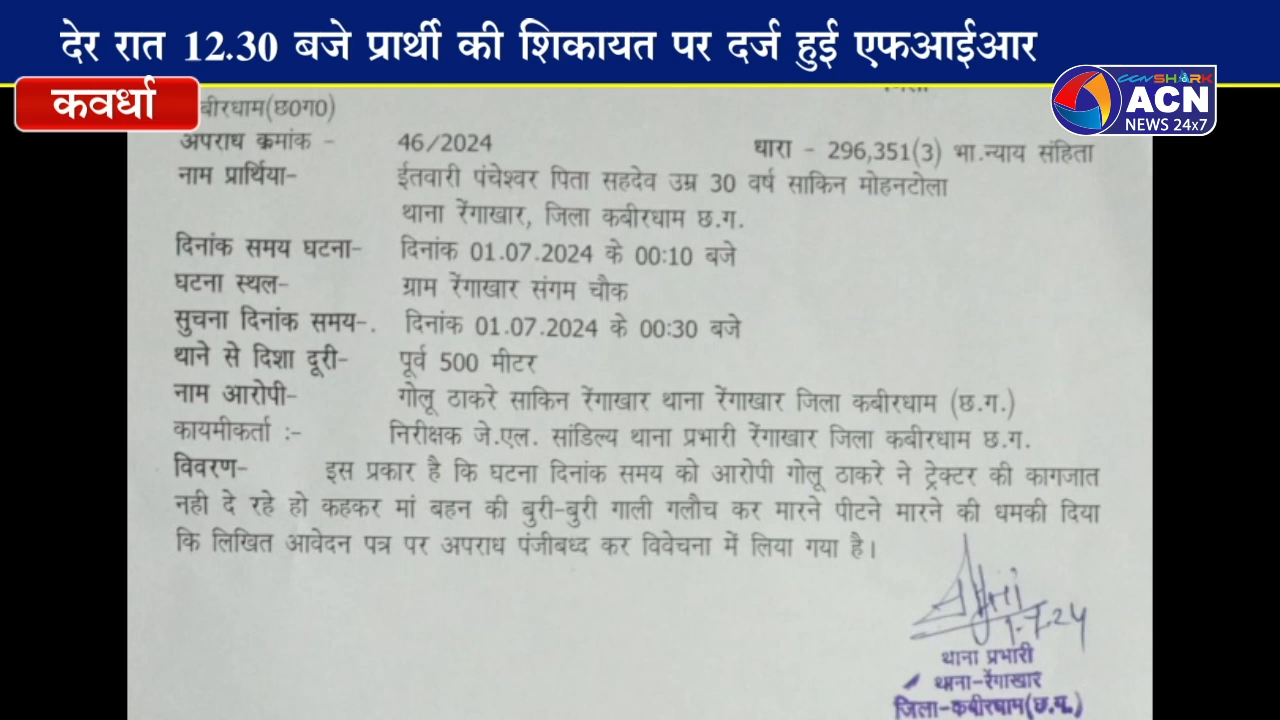 देर रात 12.30 बजे प्रार्थी की शिकायत पर दर्ज हुई एफआईआर
कवर्धा
CCN SHARK
ACN
NEWS 24x7
बीरधाम(छ0ग0)
अपराध क्रमांक - 46/2024 धारा - 296,351(3) भा.न्याय संहिता
नाम प्रार्थिया- ईतवारी पंचेश्वर पिता सहदेव उम्र 30 वर्ष साकिन मोहनटोला
थाना रेंगाखार, जिला कबीरधाम छ.ग.
दिनांक समय घटना- दिनांक 01.07.2024 के 00:10 बजे
घटना स्थल- ग्राम रेंगाखार संगम चौक
सुचना दिनांक समय-. दिनांक 01.07.2024 के 00:30 बजे
थाने से दिशा दूरी- पूर्व 500 मीटर
नाम आरोपी- गोलू ठाकरे साकिन रेंगाखार थाना रेंगाखार जिला कबीरधाम (छ.ग.)
कायमीकर्ता :- निरीक्षक जे.एल. सांडिल्य थाना प्रभारी रेंगाखार जिला कबीरधाम छ.ग.
विवरण- इस प्रकार है कि घटना दिनांक समय को आरोपी गोलू ठाकरे ने ट्रेक्टर की कागजात
नही दे रहे हो कहकर मां बहन की बुरी-बुरी गाली गलौच कर मारने पीटने मारने की धमकी दिया
कि लिखित आवेदन पत्र पर अपराध पंजीबध्द कर विवेचना में लिया गया है।
1-7-24
थाना प्रभारी
थाना-रेंगाखार
जिला-कबीरधाम(छ.ग.)